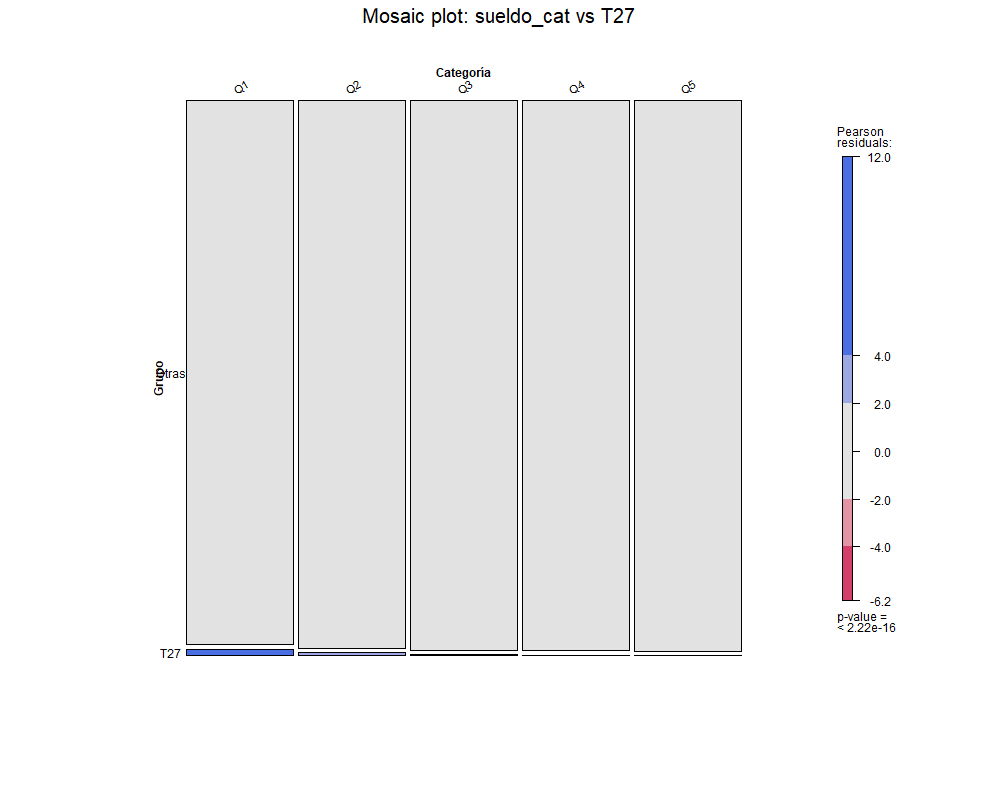 Mosaic plot: sueldo_cat vs T27
Categoría
Q1 Q2 Q3 Q4 Q5
Pearson
residuals:
12.0
4.0
2.0
0.0
-2.0
-4.0
-6.2
p-value =
< 2.22e-16
Grupo
Otras
T27